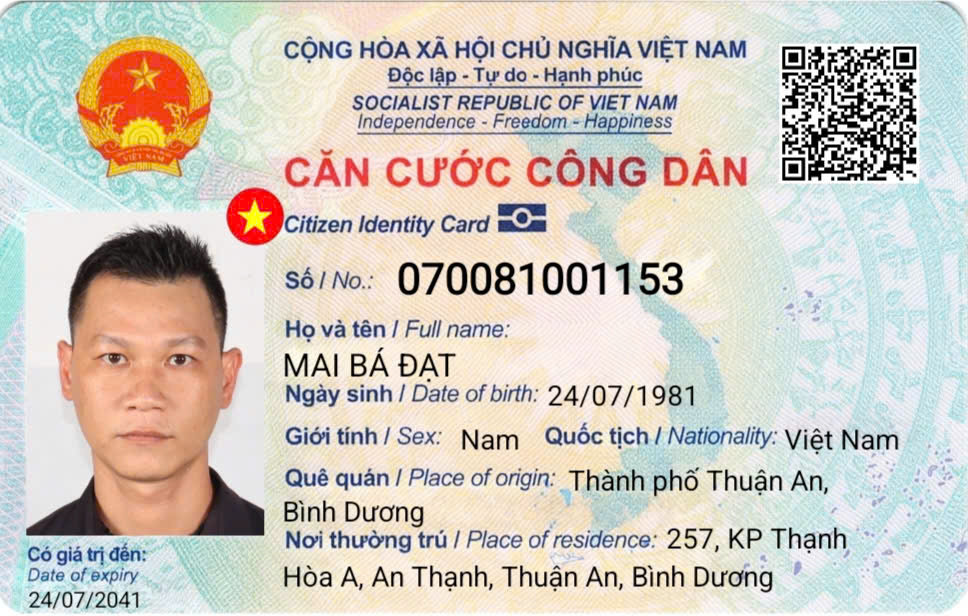 CỘNG HÒA XÃ HỘI CHỦ NGHĨA VIỆT NAM
Độc lập - Tự do - Hạnh phúc
SOCIALIST REPUBLIC OF VIET NAM
Independence - Freedom - Happiness
CĂN CƯỚC CÔNG DÂN
Citizen Identity Card
Số / No.: 070081001153
Họ và tên / Full name:
MAI BÁ ĐẠT
Ngày sinh / Date of birth: 24/07/1981
Giới tính / Sex: Nam Quốc tịch / Nationality: Việt Nam
Quê quán / Place of origin: Thành phố Thuận An,
Bình Dương
Nơi thường trú / Place of residence: 257, KP Thạnh
Hòa A, An Thạnh, Thuận An, Bình Dương
Có giá trị đến:
Date of expiry
24/07/2041
VIỆT NAM